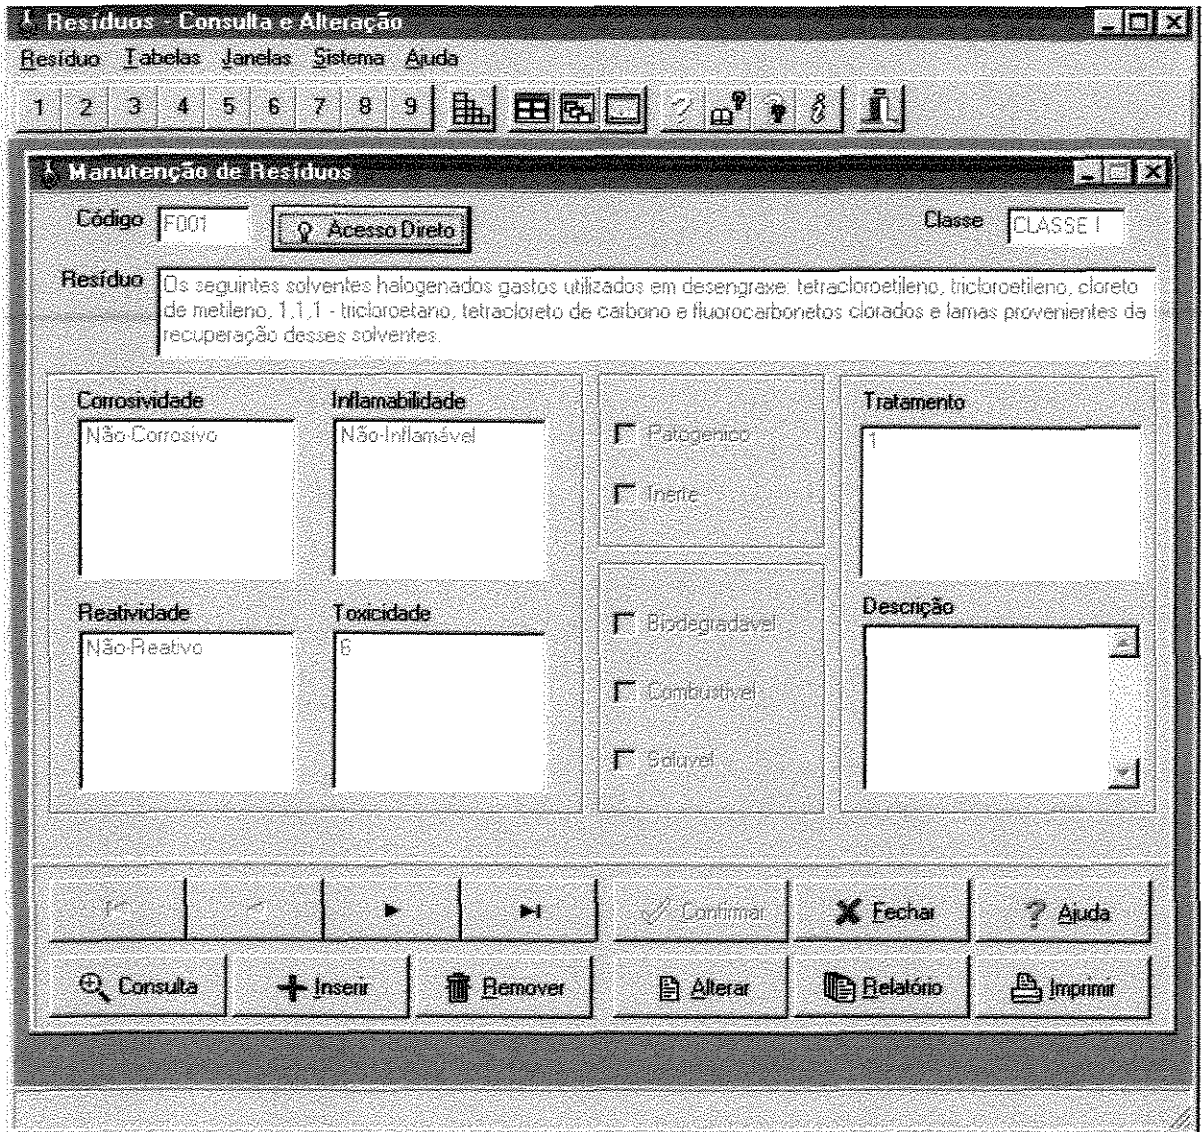 Resíduos - Consulta e Alteração
Resíduo Tabelas Janelas Sistema Ajuda
1 2 3 4 5 6 7 8 9
Manutenção de Resíduos
Código F001 Acesso Direto Classe CLASSE I
Resíduo Os seguintes solventes halogenados gastos utilizados em desengraxe: tetracloroetileno, tricloroetileno, cloreto
de metileno, 1,1,1 - tricloroetano, tetracloreto de carbono e fluorocarbonetos clorados e lamas provenientes da
recuperação desses solventes.
Corrosividade Inflamabilidade Tratamento
Não-Corrosivo Não-Inflamável 1
Patogênico
Inerte
Reatividade Toxicidade Descrição
Não-Reativo 6
Biodegradável
Combustível
Solúvel
Confirmar Fechar Ajuda
Consulta Inserir Remover Alterar Relatório Imprimir